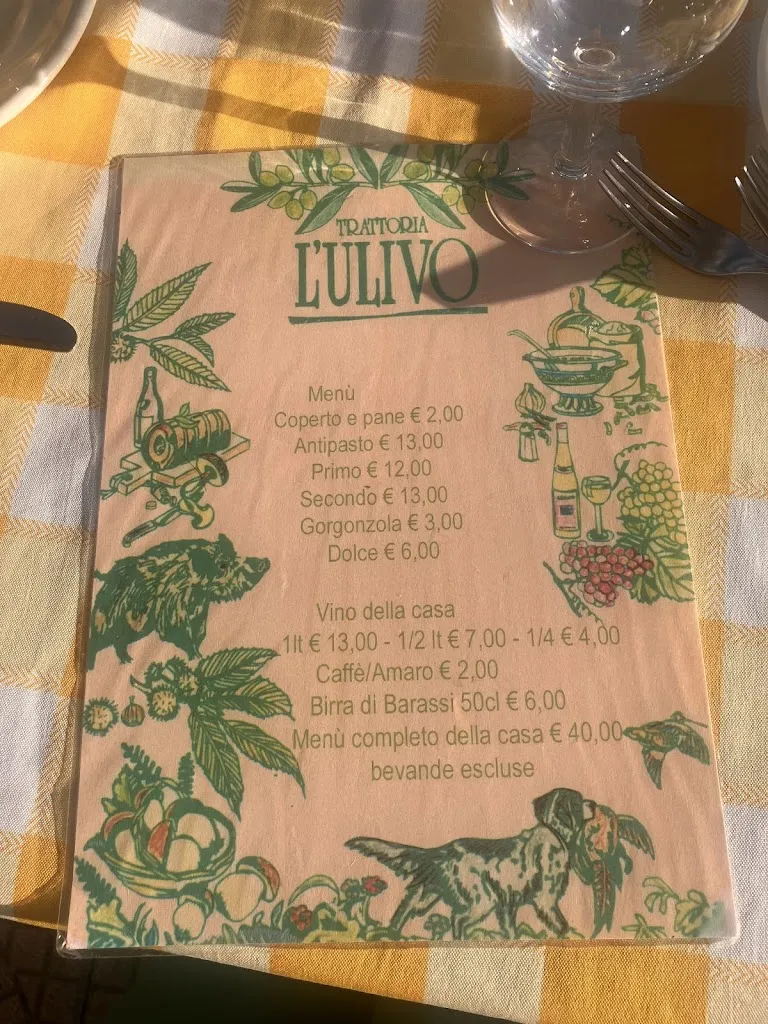 TRATTORIA
L'ULIVO
Menù
Coperto e pane € 2,00
Antipasto € 13,00
Primo € 12,00
Secondo € 13,00
Gorgonzola € 3,00
Dolce € 6,00
Vino della casa
1lt € 13,00 - 1/2 lt € 7,00 - 1/4 € 4,00
Caffè/Amaro € 2,00
Birra di Barassi 50cl € 6,00
Menù completo della casa € 40,00
bevande escluse